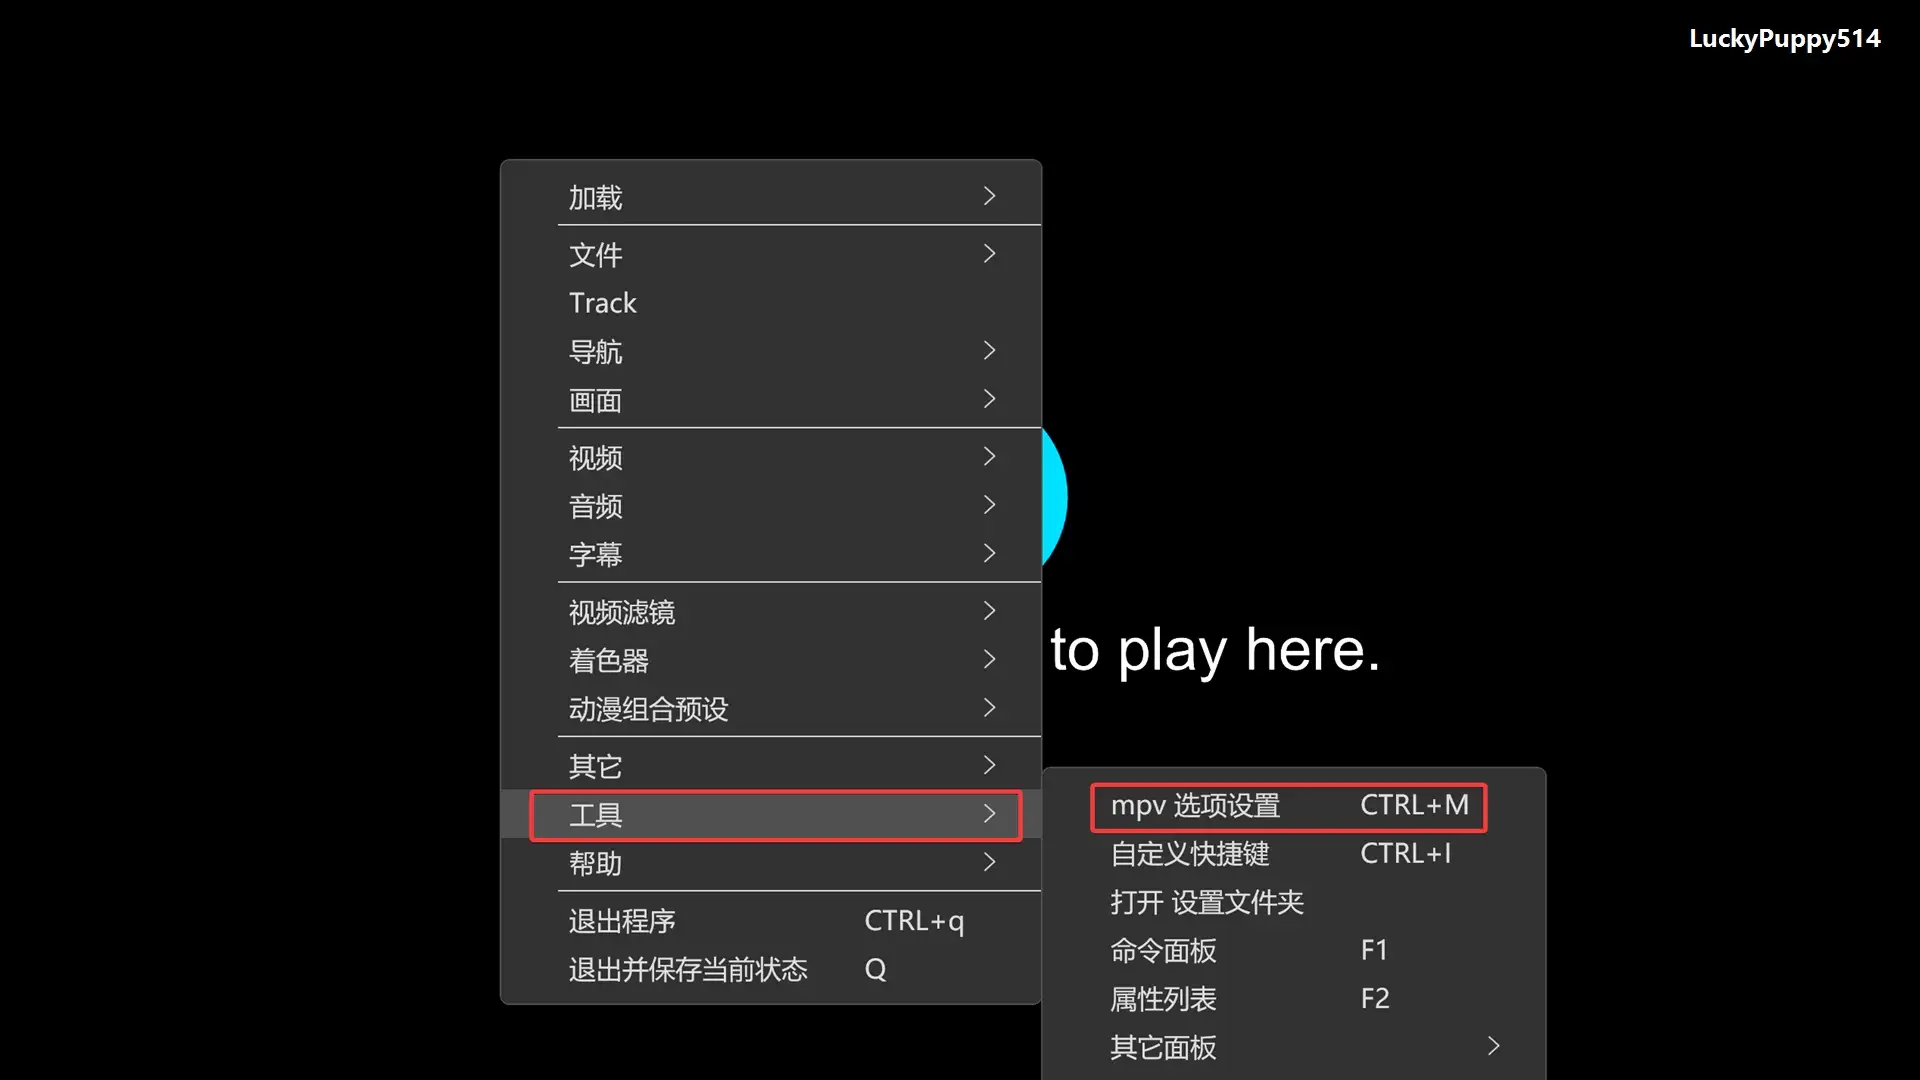 LuckyPuppy514
加载
文件
Track
导航
画面
视频
音频
字幕
视频滤镜
着色器
动漫组合预设
其它
工具
帮助
退出程序 CTRL+q
退出并保存当前状态 Q
to play here.
mpv 选项设置 CTRL+M
自定义快捷键 CTRL+I
打开 设置文件夹
命令面板 F1
属性列表 F2
其它面板